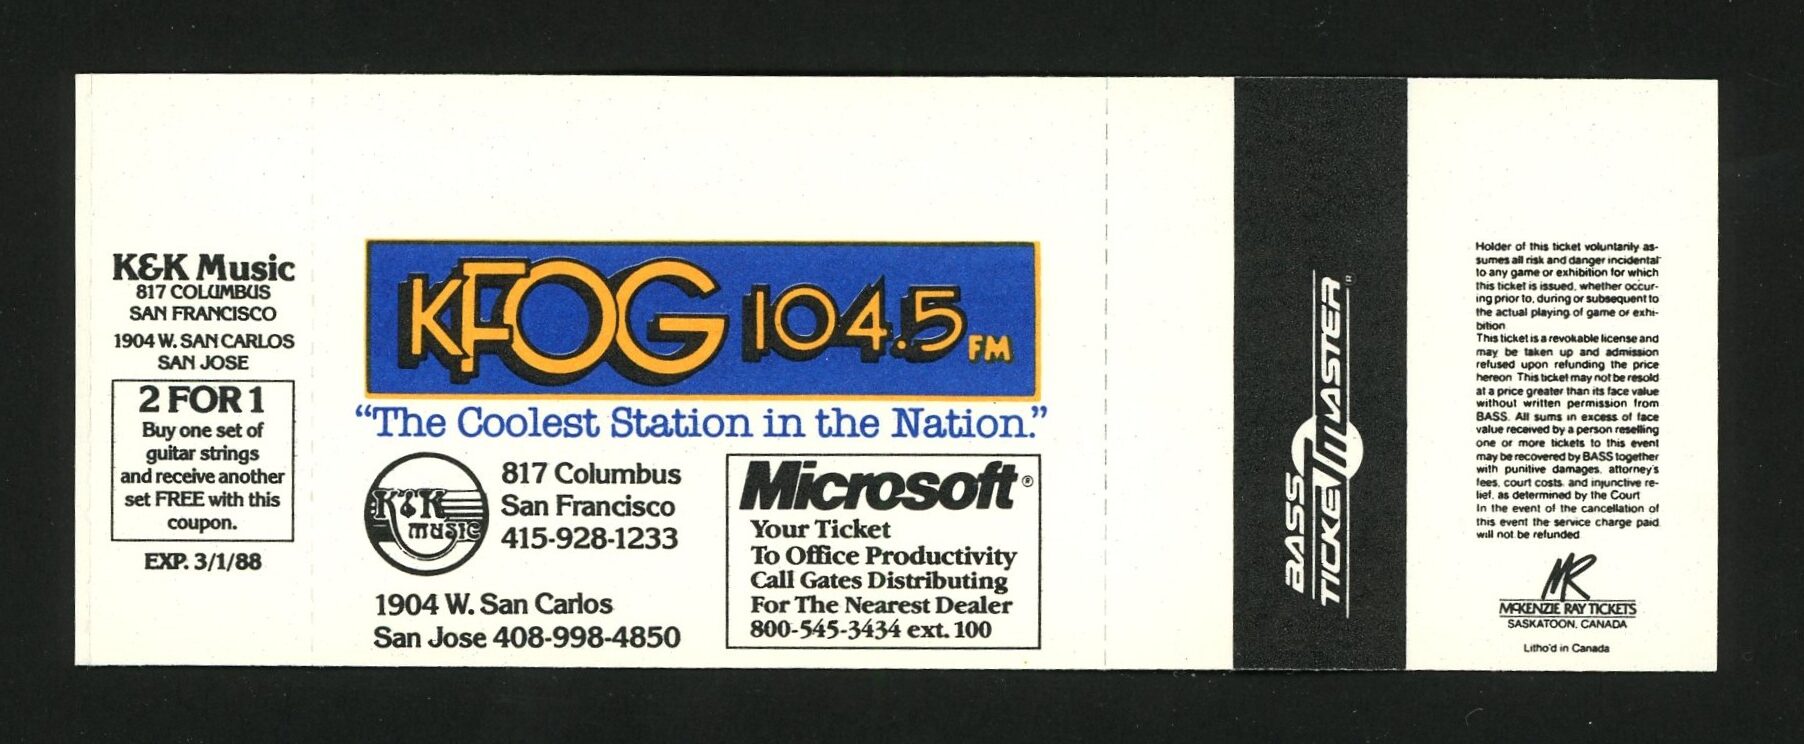 K&K Music
817 COLUMBUS
SAN FRANCISCO
1904 W. SAN CARLOS
SAN JOSE
2 FOR 1
Buy one set of
guitar strings
and receive another
set FREE with this
coupon.
EXP. 3/1/88
KFOG 104.5 FM
“The Coolest Station in the Nation.”
K&K
MUSIC
817 Columbus
San Francisco
415-928-1233
1904 W. San Carlos
San Jose 408-998-4850
Microsoft®
Your Ticket
To Office Productivity
Call Gates Distributing
For The Nearest Dealer
800-545-3434 ext. 100
BASS
TICKETMASTER®
Holder of this ticket voluntarily as-
sumes all risk and danger incidental
to any game or exhibition for which
this ticket is issued, whether occur-
ing prior to, during or subsequent to
the actual playing of game or exhi-
bition
This ticket is a revokable license and
may be taken up and admission
refused upon refunding the price
hereon This ticket may not be resold
at a price greater than its face value
without written permission from
BASS. All sums in excess of face
value received by a person reselling
one or more tickets to this event
may be recovered by BASS together
with punitive damages, attorney's
fees, court costs, and injunctive re-
lief, as determined by the Court
In the event of the cancellation of
this event the service charge paid
will not be refunded
MR
MCKENZIE RAY TICKETS
SASKATOON, CANADA
Litho'd in Canada